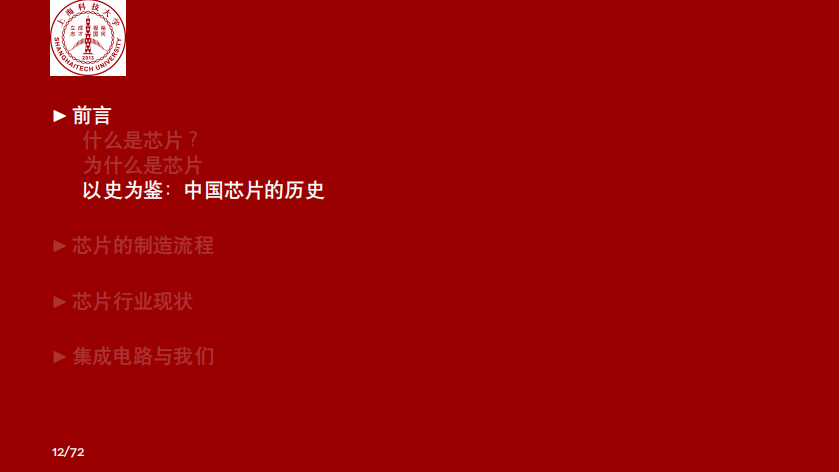 上海科技大学
立志成才报国裕民
2013
SHANGHAITECH UNIVERSITY
▶ 前言
什么是芯片？
为什么是芯片
以史为鉴：中国芯片的历史
▶ 芯片的制造流程
▶ 芯片行业现状
▶ 集成电路与我们
12/72